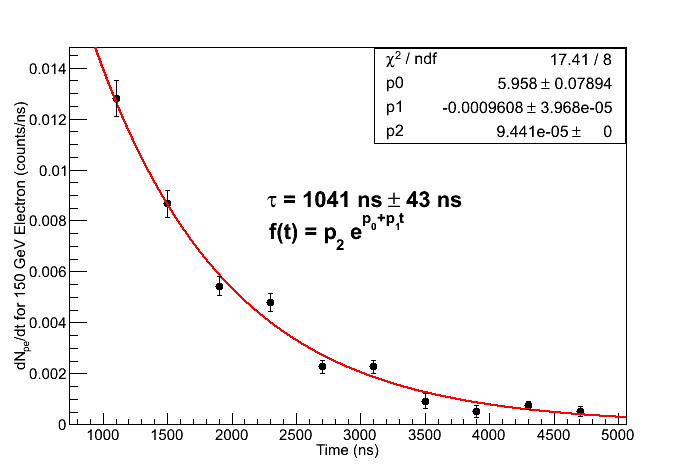 χ² / ndf 17.41 / 8
p0 5.958 ± 0.07894
p1 -0.0009608 ± 3.968e-05
p2 9.441e-05 ± 0
τ = 1041 ns ± 43 ns
f(t) = p₂ e^(p₀+p₁t)
dNpe/dt for 150 GeV Electron (counts/ns)
0.014
0.012
0.01
0.008
0.006
0.004
0.002
0
1000 1500 2000 2500 3000 3500 4000 4500 5000
Time (ns)